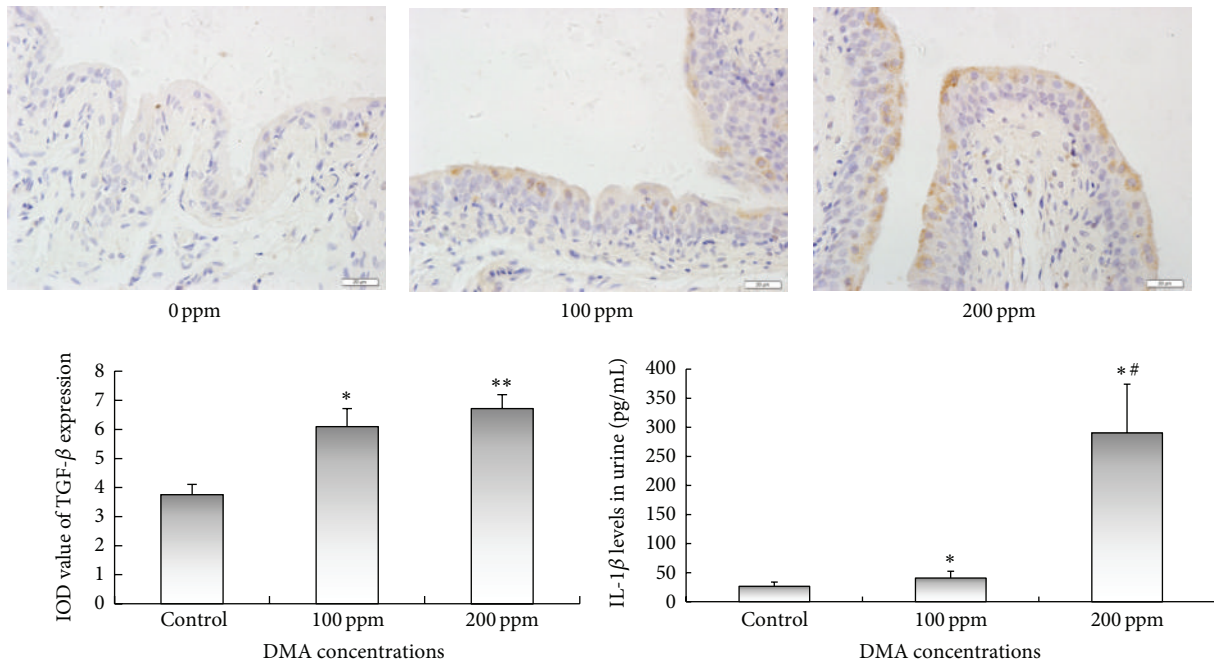 0 ppm
100 ppm
200 ppm
IOD value of TGF-β expression
8
7
6
5
4
3
2
1
0
*
**
Control
100 ppm
200 ppm
DMA concentrations
IL-1β levels in urine (pg/mL)
400
350
300
250
200
150
100
50
0
*
* #
Control
100 ppm
200 ppm
DMA concentrations